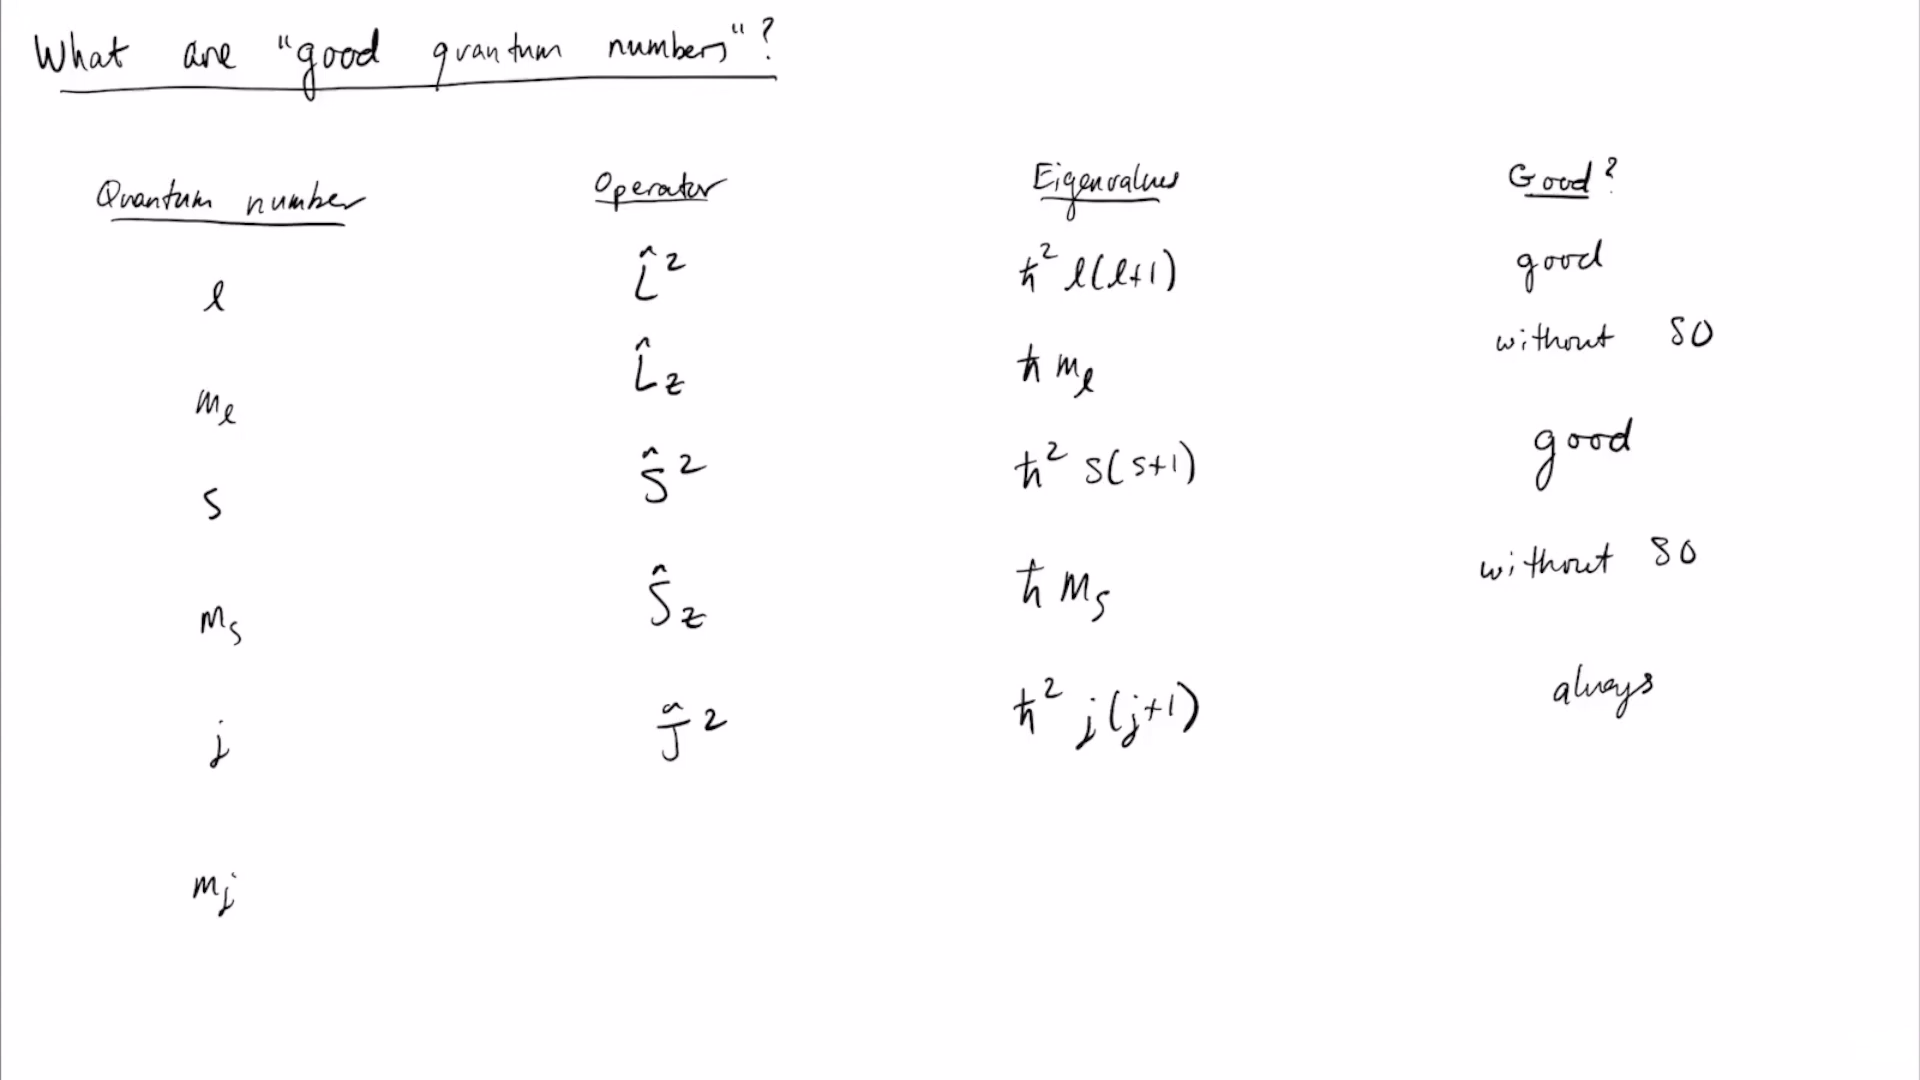 What are "good quantum numbers"?
Quantum number Operator Eigenvalues Good?
l L̂² ħ² l(l+1) good
mₗ L̂z ħ mₗ without SO
s Ŝ² ħ² s(s+1) good
mₛ Ŝz ħ mₛ without SO
j Ĵ² ħ² j(j+1) always
mⱼ